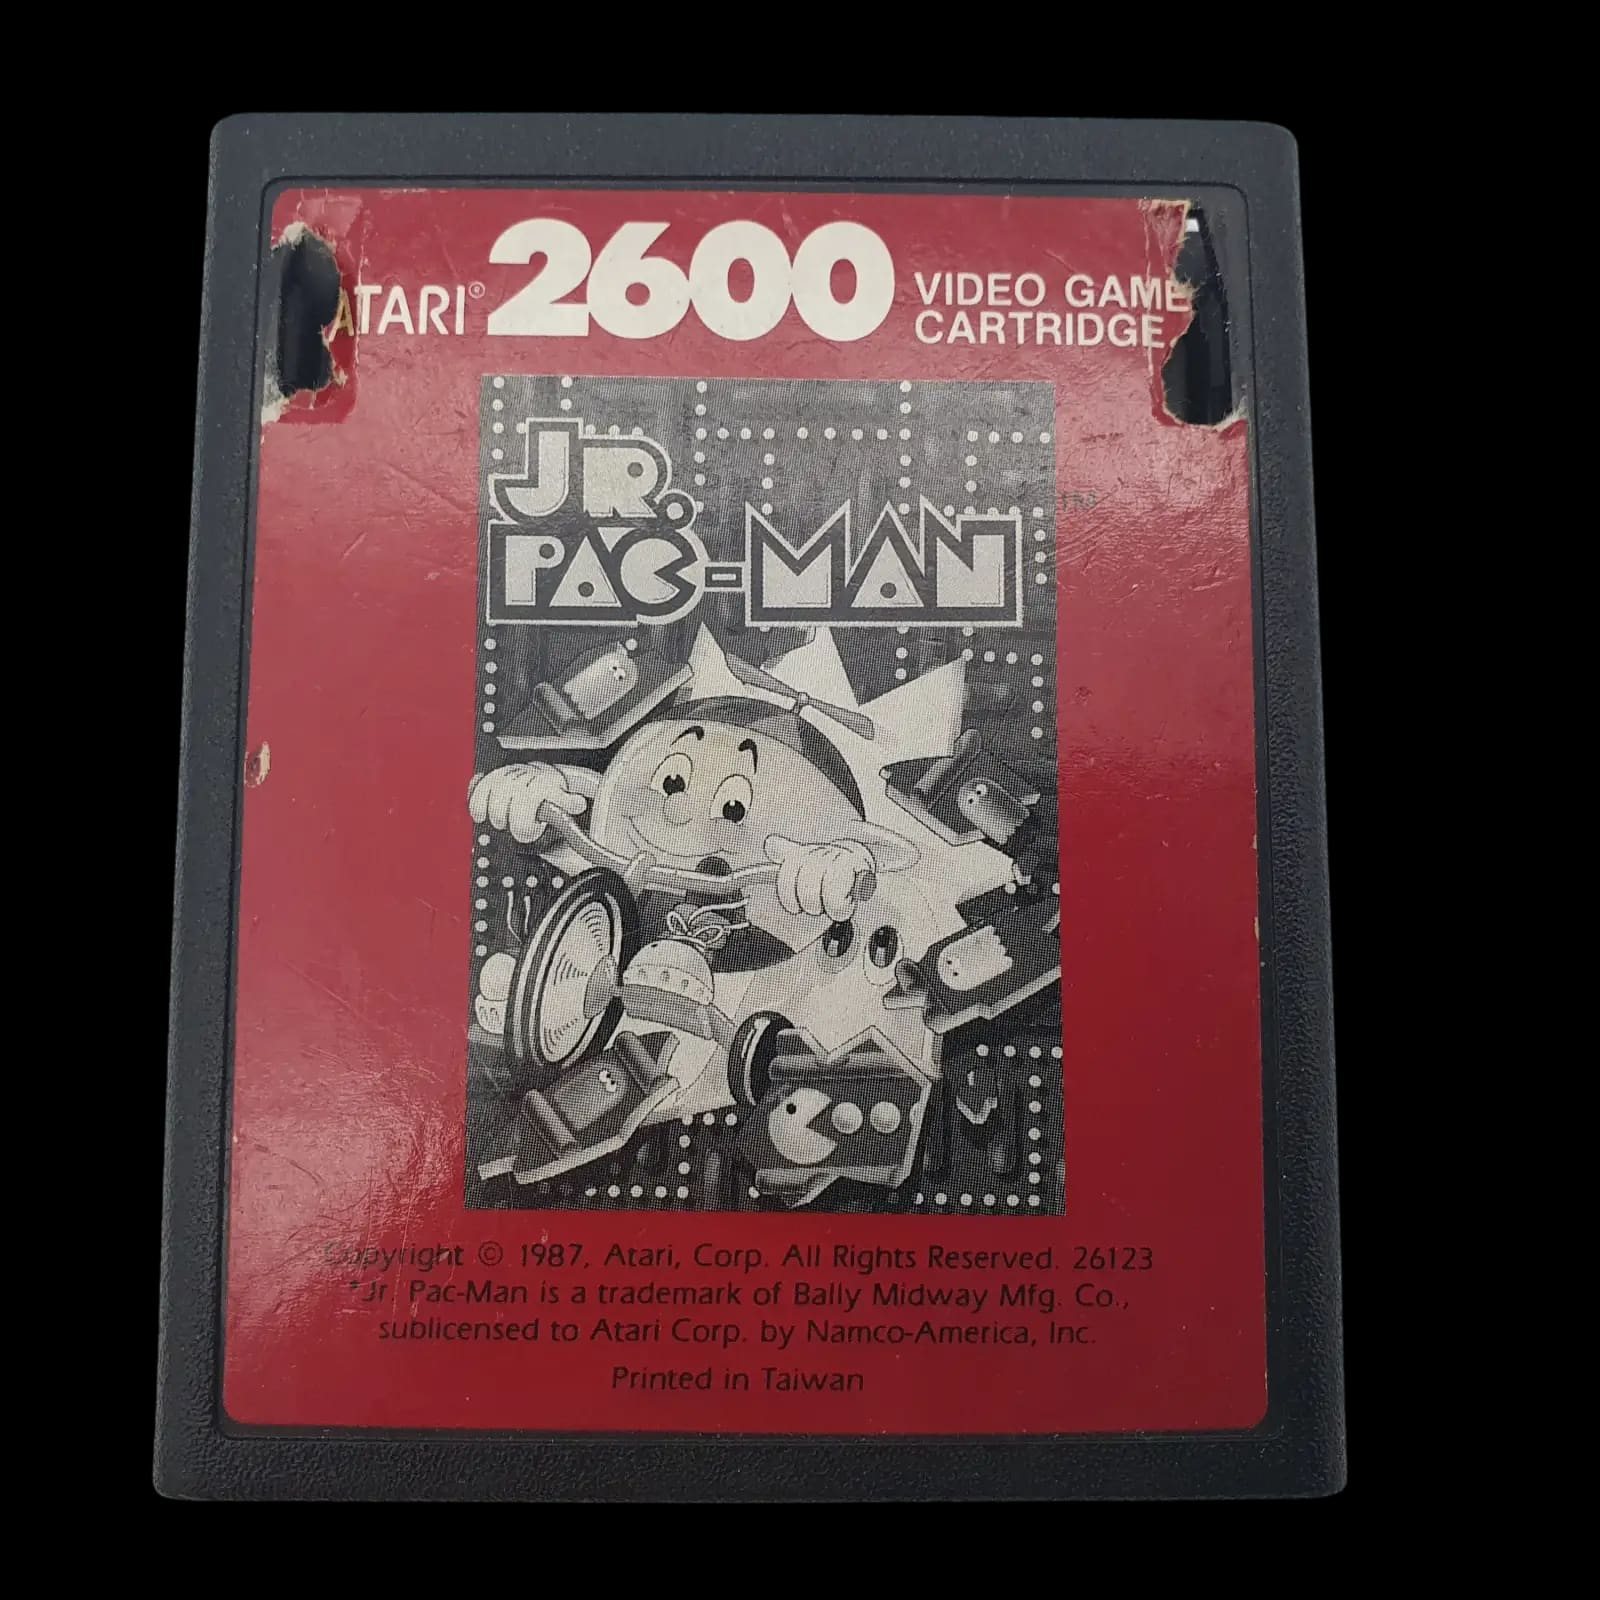 ATARI® 2600 VIDEO GAME
CARTRIDGE
JR.
PAC-MAN™
Copyright © 1987, Atari, Corp. All Rights Reserved. 26123
*Jr. Pac-Man is a trademark of Bally Midway Mfg. Co.,
sublicensed to Atari Corp. by Namco-America, Inc.
Printed in Taiwan